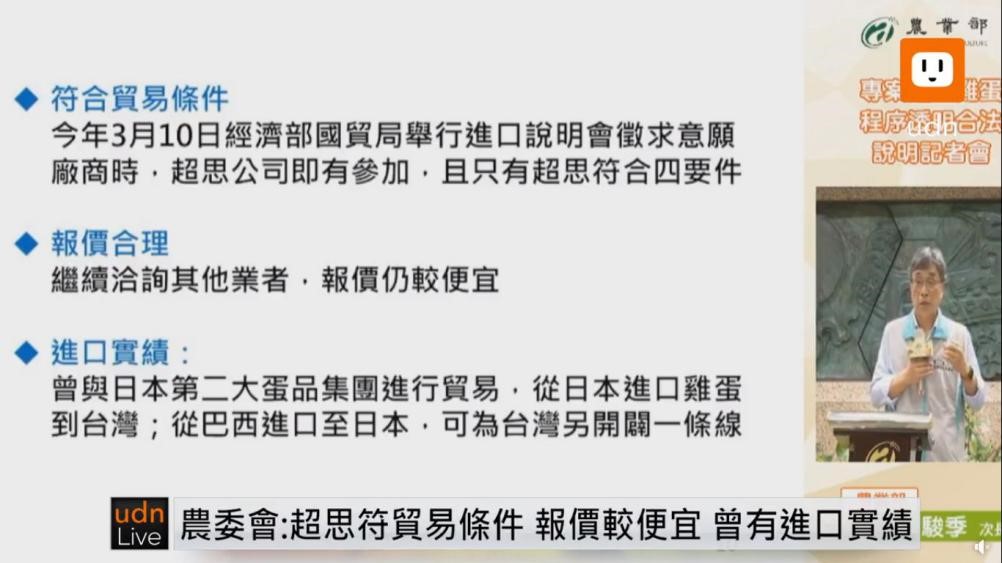 符合貿易條件
今年3月10日經濟部國貿局舉行進口說明會徵求意願
廠商時，超思公司即有參加，且只有超思符合四要件
報價合理
繼續洽詢其他業者，報價仍較便宜
進口實績：
曾與日本第二大蛋品集團進行貿易，從日本進口雞蛋
到台灣；從巴西進口至日本，可為台灣另開闢一條線
農業部
專案 雞蛋
程序透明合法
udn
說明記者會
農業部
駿季 次長
udn
Live
農委會:超思符貿易條件 報價較便宜 曾有進口實績